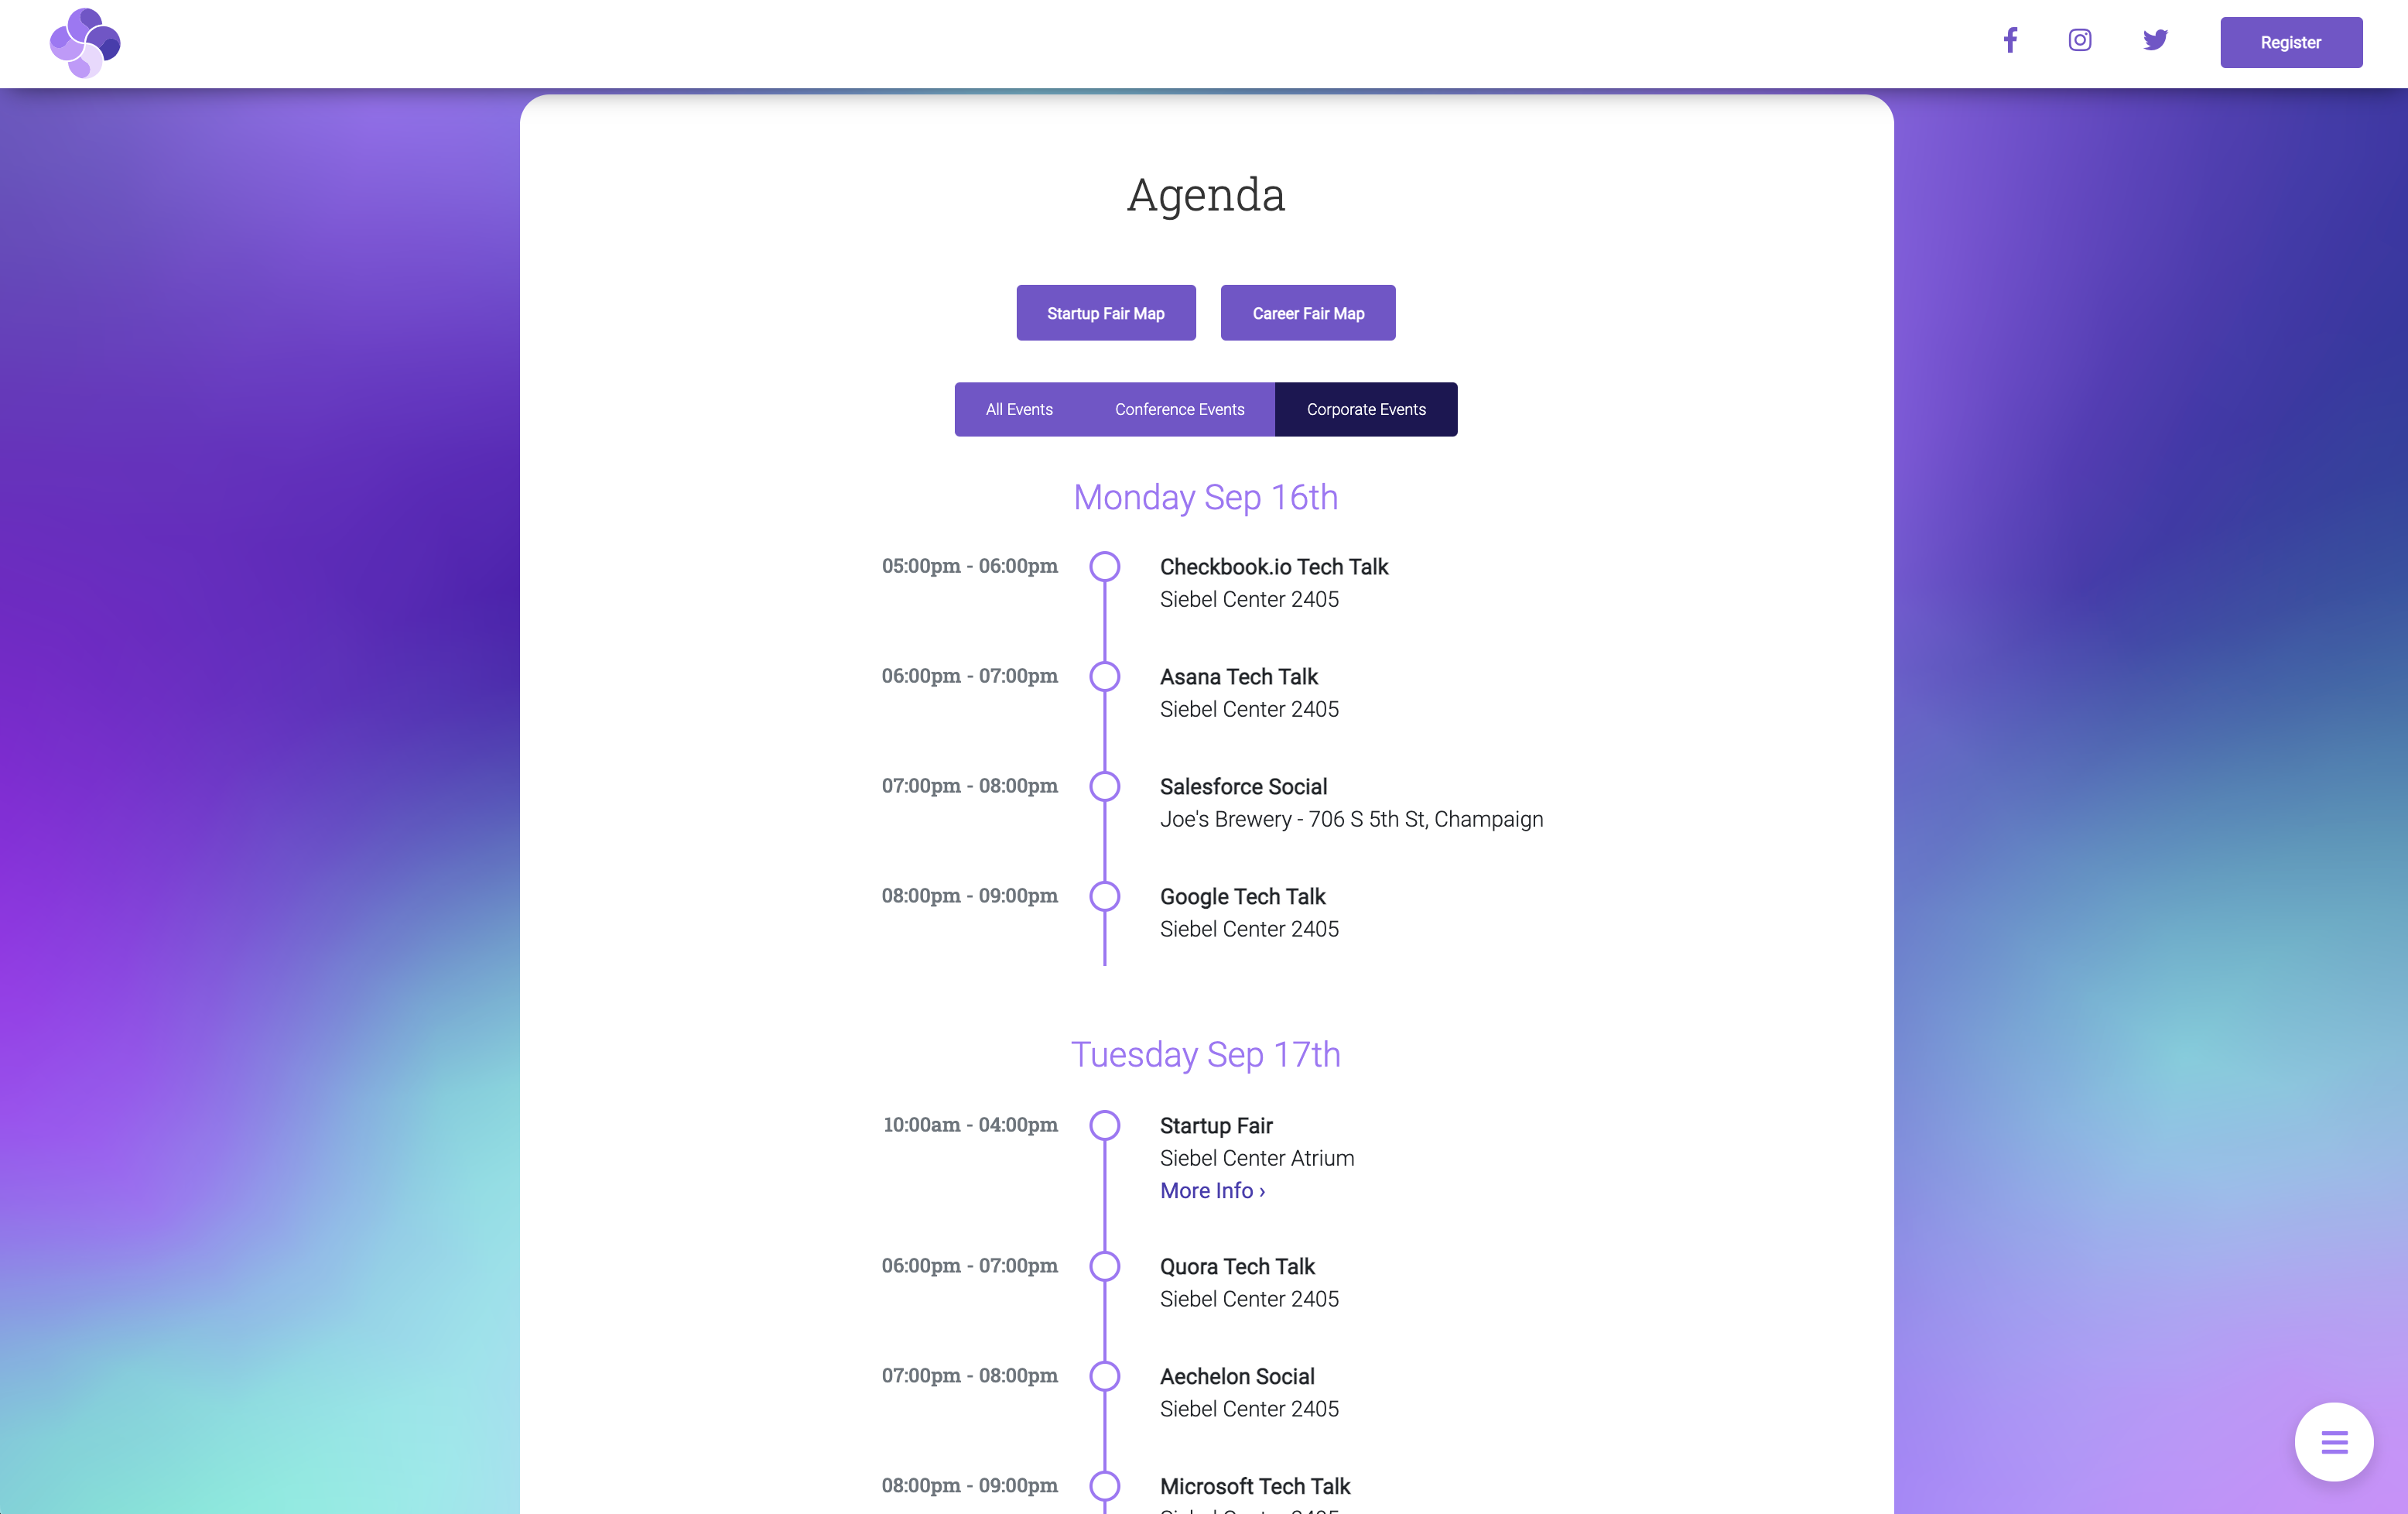 Register
Agenda
Startup Fair Map
Career Fair Map
All Events
Conference Events
Corporate Events
Monday Sep 16th
05:00pm - 06:00pm
Checkbook.io Tech Talk
Siebel Center 2405
06:00pm - 07:00pm
Asana Tech Talk
Siebel Center 2405
07:00pm - 08:00pm
Salesforce Social
Joe's Brewery - 706 S 5th St, Champaign
08:00pm - 09:00pm
Google Tech Talk
Siebel Center 2405
Tuesday Sep 17th
10:00am - 04:00pm
Startup Fair
Siebel Center Atrium
More Info ›
06:00pm - 07:00pm
Quora Tech Talk
Siebel Center 2405
07:00pm - 08:00pm
Aechelon Social
Siebel Center 2405
08:00pm - 09:00pm
Microsoft Tech Talk